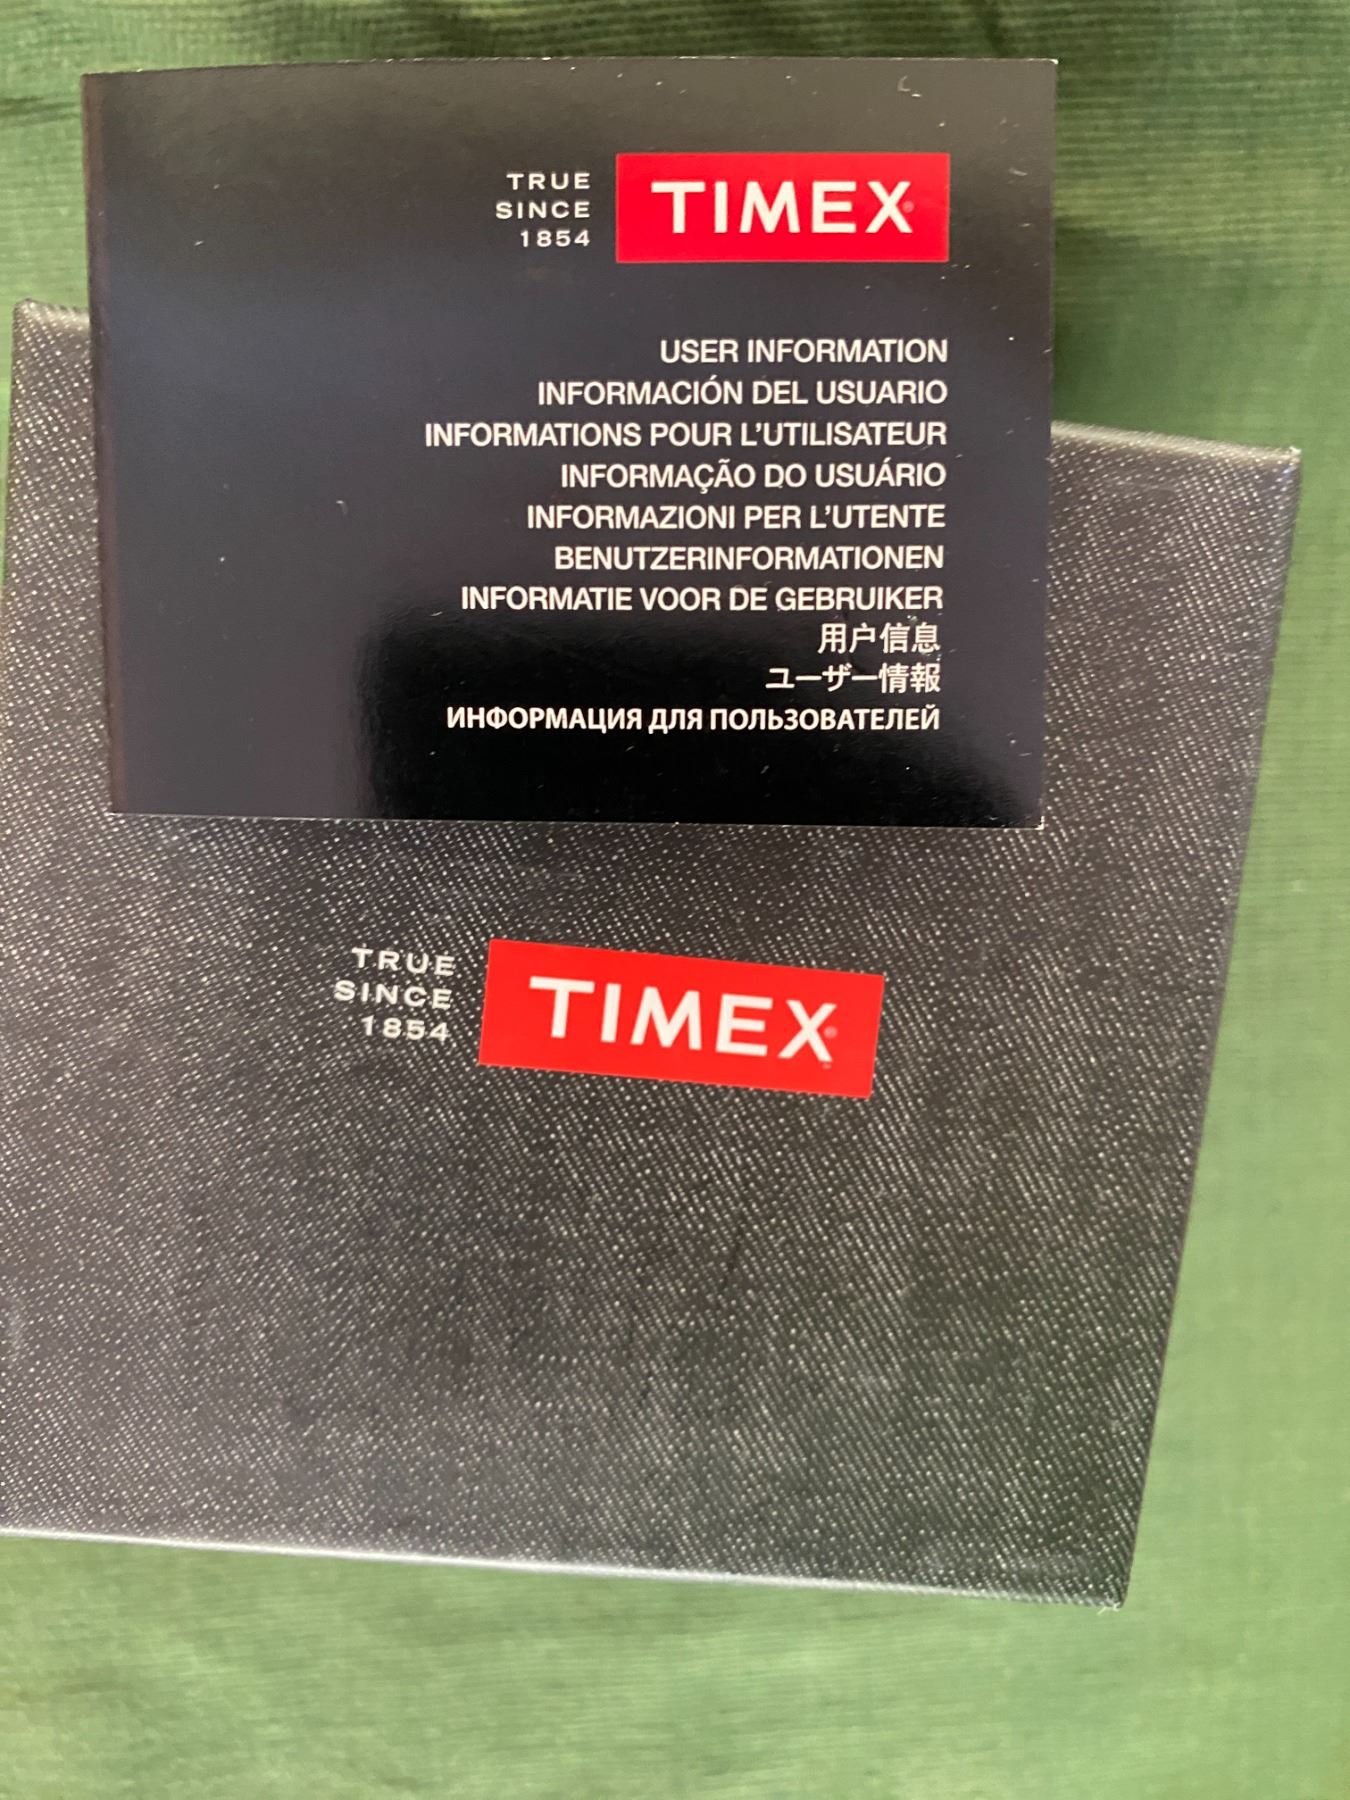 TRUE
SINCE
1854
TIMEX®
USER INFORMATION
INFORMACIÓN DEL USUARIO
INFORMATIONS POUR L'UTILISATEUR
INFORMAÇÃO DO USUÁRIO
INFORMAZIONI PER L'UTENTE
BENUTZERINFORMATIONEN
INFORMATIE VOOR DE GEBRUIKER
用户信息
ユーザー情報
ИНФОРМАЦИЯ ДЛЯ ПОЛЬЗОВАТЕЛЕЙ
TRUE
SINCE
1854
TIMEX®